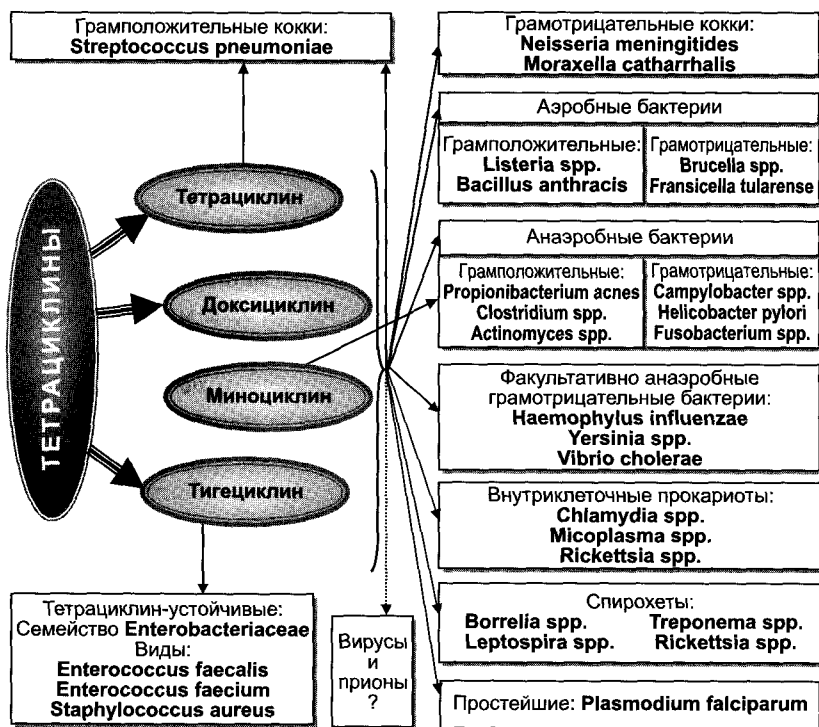 Грамположительные кокки:
Streptococcus pneumoniae
ТЕТРАЦИКЛИНЫ
Тетрациклин
Доксициклин
Миноциклин
Тигециклин
Тетрациклин-устойчивые:
Семейство Enterobacteriaceae
Виды:
Enterococcus faecalis
Enterococcus faecium
Staphylococcus aureus
Вирусы
и
прионы
?
Грамотрицательные кокки:
Neisseria meningitides
Moraxella catharrhalis
Аэробные бактерии
Грамположительные:
Listeria spp.
Bacillus anthracis
Грамотрицательные:
Brucella spp.
Fransicella tularense
Анаэробные бактерии
Грамположительные:
Propionibacterium acnes
Clostridium spp.
Actinomyces spp.
Грамотрицательные:
Campylobacter spp.
Helicobacter pylori
Fusobacterium spp.
Факультативно анаэробные
грамотрицательные бактерии:
Haemophylus influenzae
Yersinia spp.
Vibrio cholerae
Внутриклеточные прокариоты:
Chlamydia spp.
Micoplasma spp.
Rickettsia spp.
Спирохеты:
Borrelia spp. Treponema spp.
Leptospira spp. Rickettsia spp.
Простейшие: Plasmodium falciparum